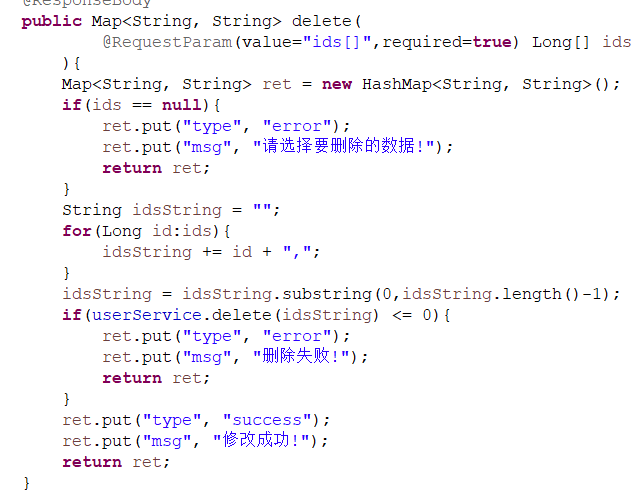 @ResponseBody
public Map<String, String> delete(
@RequestParam(value="ids[]",required=true) Long[] ids
){
Map<String, String> ret = new HashMap<String, String>();
if(ids == null){
ret.put("type", "error");
ret.put("msg", "请选择要删除的数据!");
return ret;
}
String idsString = "";
for(Long id:ids){
idsString += id + ",";
}
idsString = idsString.substring(0,idsString.length()-1);
if(userService.delete(idsString) <= 0){
ret.put("type", "error");
ret.put("msg", "删除失败!");
return ret;
}
ret.put("type", "success");
ret.put("msg", "修改成功!");
return ret;
}